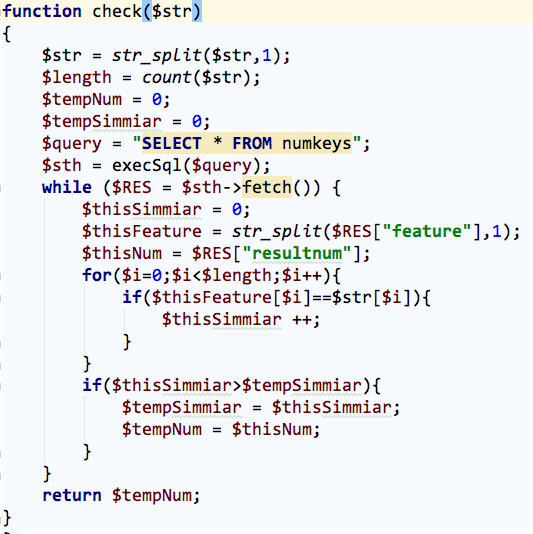 function check($str)
{
    $str = str_split($str,1);
    $length = count($str);
    $tempNum = 0;
    $tempSimmiar = 0;
    $query = "SELECT * FROM numkeys";
    $sth = execSql($query);
    while ($RES = $sth->fetch()) {
        $thisSimmiar = 0;
        $thisFeature = str_split($RES["feature"],1);
        $thisNum = $RES["resultnum"];
        for($i=0;$i<$length;$i++){
            if($thisFeature[$i]==$str[$i]){
                $thisSimmiar ++;
            }
        }
        if($thisSimmiar>$tempSimmiar){
            $tempSimmiar = $thisSimmiar;
            $tempNum = $thisNum;
        }
    }
    return $tempNum;
}